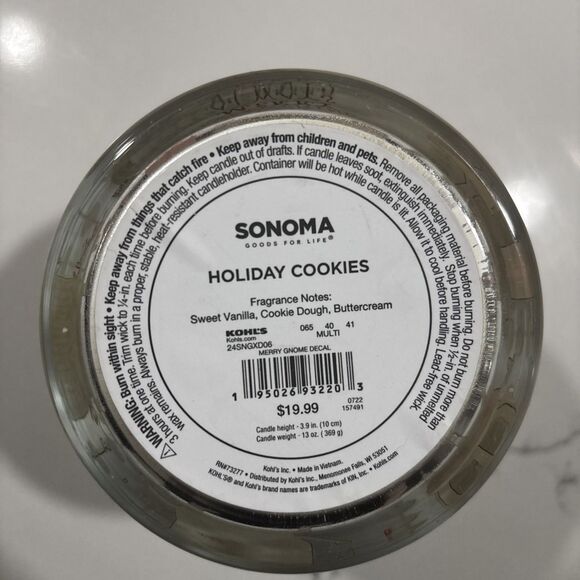 WARNING: Burn within sight • Keep away from things that catch fire • Keep away from children and pets. Remove all packaging material before burning. Do not burn more than
3 hours at one time. Trim wick to ¼-in. each time before burning. Keep candle out of drafts. If candle leaves soot, extinguish immediately. Stop burning when ½-in. of unmelted
wax remains. Always burn in a proper, stable, heat-resistant candleholder. Container will be hot while candle is lit. Allow it to cool before handling. Lead-free wick.
SONOMA
GOODS FOR LIFE®
HOLIDAY COOKIES
Fragrance Notes:
Sweet Vanilla, Cookie Dough, Buttercream
KOHL'S 065 40 41
Kohls.com MULTI
24SNGXD06
MERRY GNOME DECAL
1 95026 93220 3
$19.99 0722
157491
Candle height - 3.9 in. (10 cm)
Candle weight - 13 oz. (369 g)
RN#73277 • Kohl's Inc. • Made in Vietnam.
Kohl's Inc. • Distributed by Kohl's Inc., Menomonee Falls, WI 53051
KOHL'S® and Kohl's brand names are trademarks of KIN, Inc. • Kohls.com